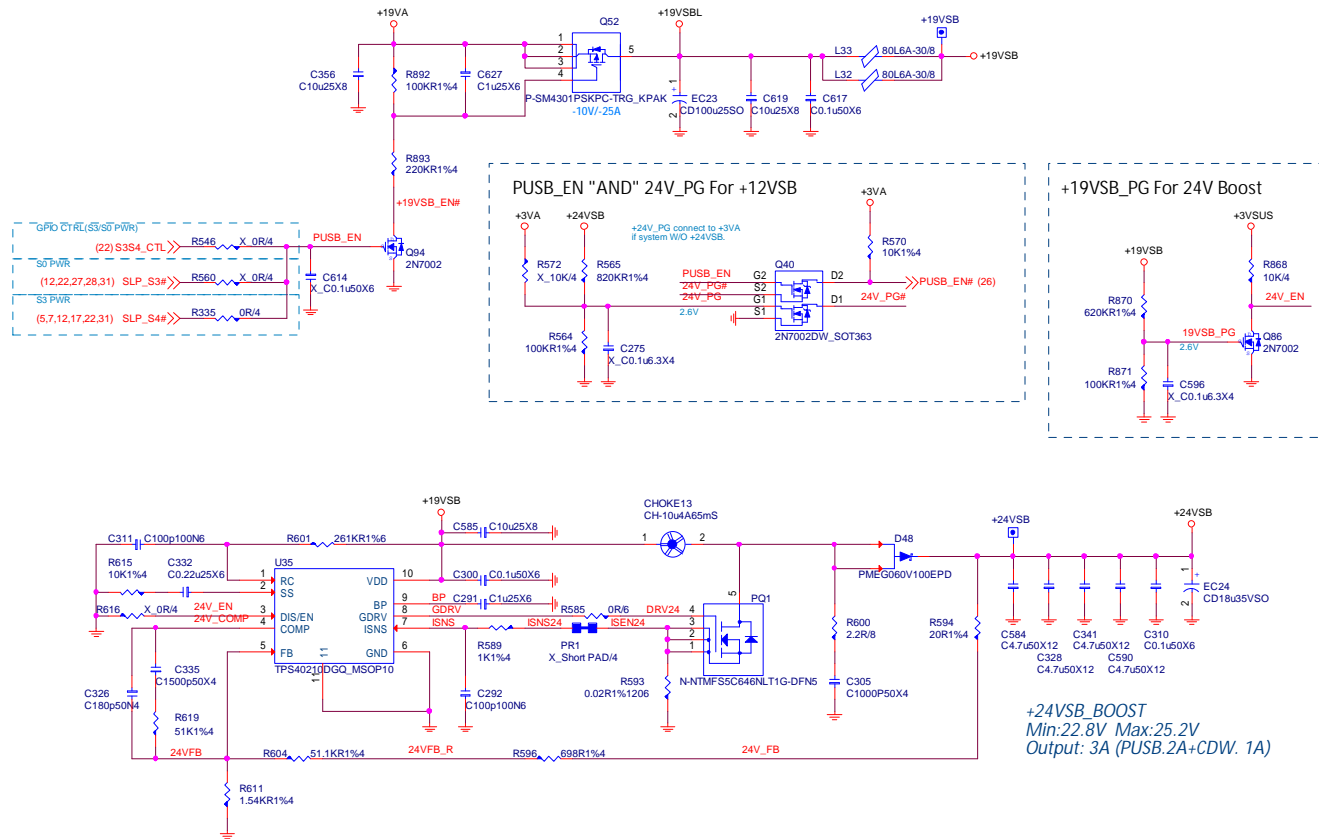 +19VA
Q52
+19VSBL
+19VSB
1
2
3
4
5
C356
C10u25X8
R892
100KR1%4
C627
C1u25X6
P-SM4301PSKPC-TRG_KPAK
-10V/-25A
1
+
2
EC23
CD100u25SO
C619
C10u25X8
C617
C0.1u50X6
L33
80L6A-30/8
L32
80L6A-30/8
+19VSB
R893
220KR1%4
+19VSB_EN#
GPIO CTRL(S3/S0 PWR)
(22) S3S4_CTL
R546
X_0R/4
PUSB_EN
Q94
2N7002
S0 PWR
(12,22,27,28,31) SLP_S3#
R560
X_0R/4
C614
X_C0.1u50X6
S3 PWR
(5,7,12,17,22,31) SLP_S4#
R335
0R/4
PUSB_EN "AND" 24V_PG For +12VSB
+3VA
+24VSB
+24V_PG connect to +3VA
if system W/O +24VSB.
+3VA
R572
X_10K/4
R565
820KR1%4
R570
10K1%4
PUSB_EN
24V_PG#
24V_PG
2.6V
G2
S2
G1
S1
Q40
D2
D1
PUSB_EN# (26)
24V_PG#
2N7002DW_SOT363
R564
100KR1%4
C275
X_C0.1u6.3X4
+19VSB_PG For 24V Boost
+3VSUS
+19VSB
R868
10K/4
24V_EN
R870
620KR1%4
19VSB_PG
2.6V
Q86
2N7002
R871
100KR1%4
C596
X_C0.1u6.3X4
+19VSB
C311
C100p100N6
R601
261KR1%6
C585
C10u25X8
CHOKE13
CH-10u4A65mS
1
2
D48
PMEG060V100EPD
+24VSB
+24VSB
R615
10K1%4
C332
C0.22u25X6
U35
1
RC
2
SS
3
DIS/EN
4
COMP
5
FB
VDD
10
BP
9
GDRV
8
ISNS
7
GND
6
11
11
TPS40210DGQ_MSOP10
C300
C0.1u50X6
BP
C291
C1u25X6
GDRV
R585
0R/6
DRV24
ISNS
ISNS24
ISEN24
R616
X_0R/4
24V_EN
24V_COMP
R589
1K1%4
PR1
X_Short PAD/4
5
PQ1
4
3
2
1
N-NTMFS5C646NLT1G-DFN5
R600
2.2R/8
C305
C1000P50X4
R594
20R1%4
C584
C4.7u50X12
C328
C4.7u50X12
C341
C4.7u50X12
C590
C4.7u50X12
C310
C0.1u50X6
1
+
2
EC24
CD18u35VSO
C326
C180p50N4
C335
C1500p50X4
C292
C100p100N6
R593
0.02R1%1206
R619
51K1%4
24VFB
R604
51.1KR1%4
24VFB_R
R596
698R1%4
24V_FB
R611
1.54KR1%4
+24VSB_BOOST
Min:22.8V Max:25.2V
Output: 3A (PUSB.2A+CDW. 1A)